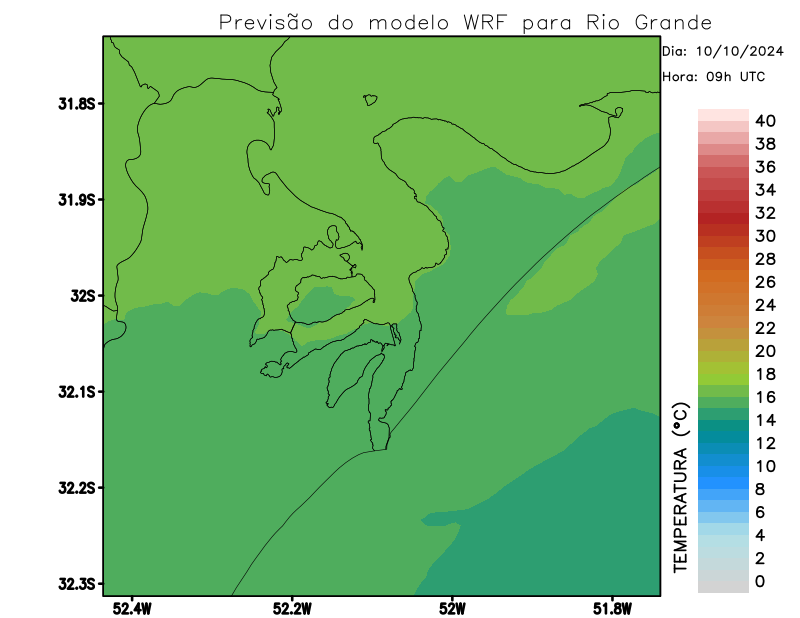 Previsão do modelo WRF para Rio Grande
Dia: 10/10/2024
Hora: 09h UTC
31.8S
31.9S
32S
32.1S
32.2S
32.3S
52.4W
52.2W
52W
51.8W
TEMPERATURA (°C)
40
38
36
34
32
30
28
26
24
22
20
18
16
14
12
10
8
6
4
2
0